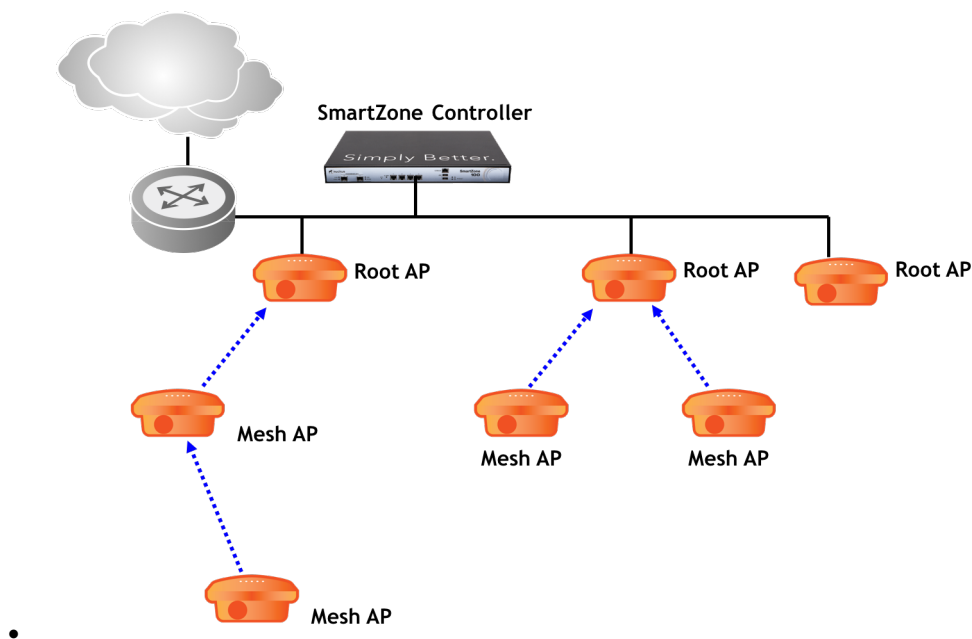 SmartZone Controller
Simply Better.
Root AP
Root AP
Root AP
Mesh AP
Mesh AP
Mesh AP
Mesh AP